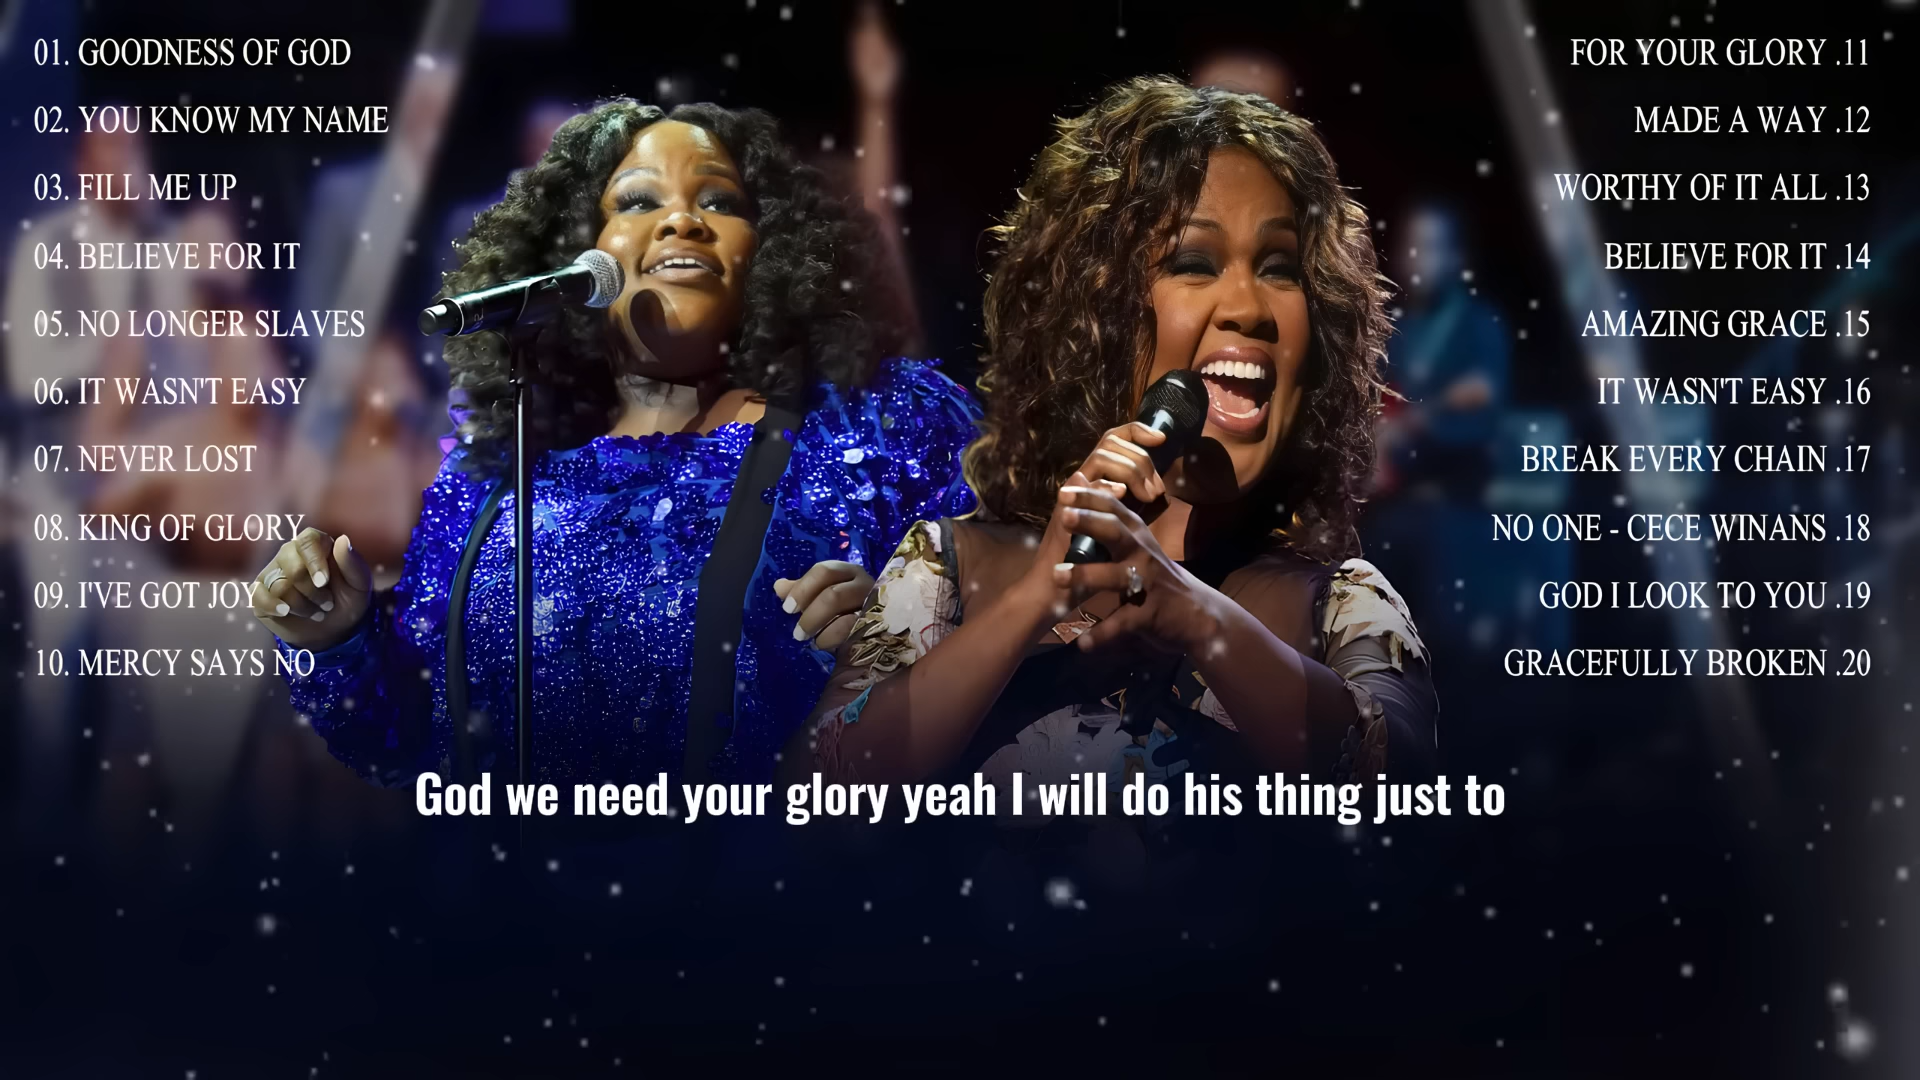 01. GOODNESS OF GOD
02. YOU KNOW MY NAME
03. FILL ME UP
04. BELIEVE FOR IT
05. NO LONGER SLAVES
06. IT WASN'T EASY
07. NEVER LOST
08. KING OF GLORY
09. I'VE GOT JOY
10. MERCY SAYS NO
FOR YOUR GLORY .11
MADE A WAY .12
WORTHY OF IT ALL .13
BELIEVE FOR IT .14
AMAZING GRACE .15
IT WASN'T EASY .16
BREAK EVERY CHAIN .17
NO ONE - CECE WINANS .18
GOD I LOOK TO YOU .19
GRACEFULLY BROKEN .20
God we need your glory yeah I will do his thing just to